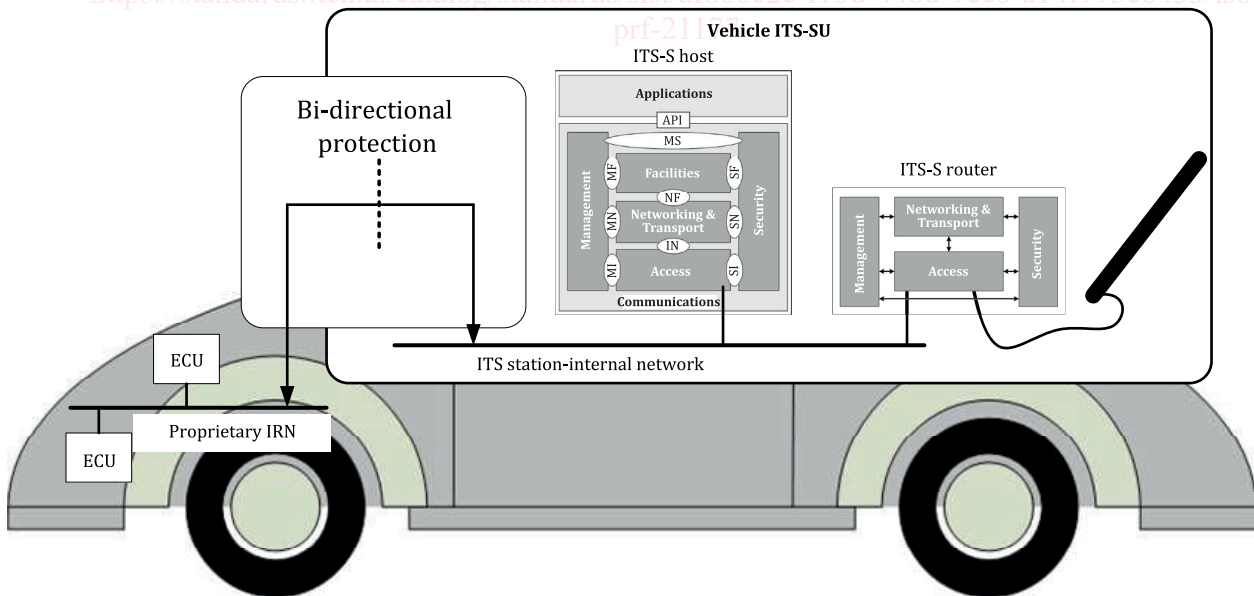 prf-21177
Vehicle ITS-SU
ITS-S host
Applications
API
MS
Management
MF
Facilities
SF
Security
NF
MN
Networking &
Transport
SN
IN
MI
Access
SI
Communications
Bi-directional
protection
ITS-S router
Management
Networking &
Transport
Access
Security
ITS station-internal network
ECU
Proprietary IRN
ECU